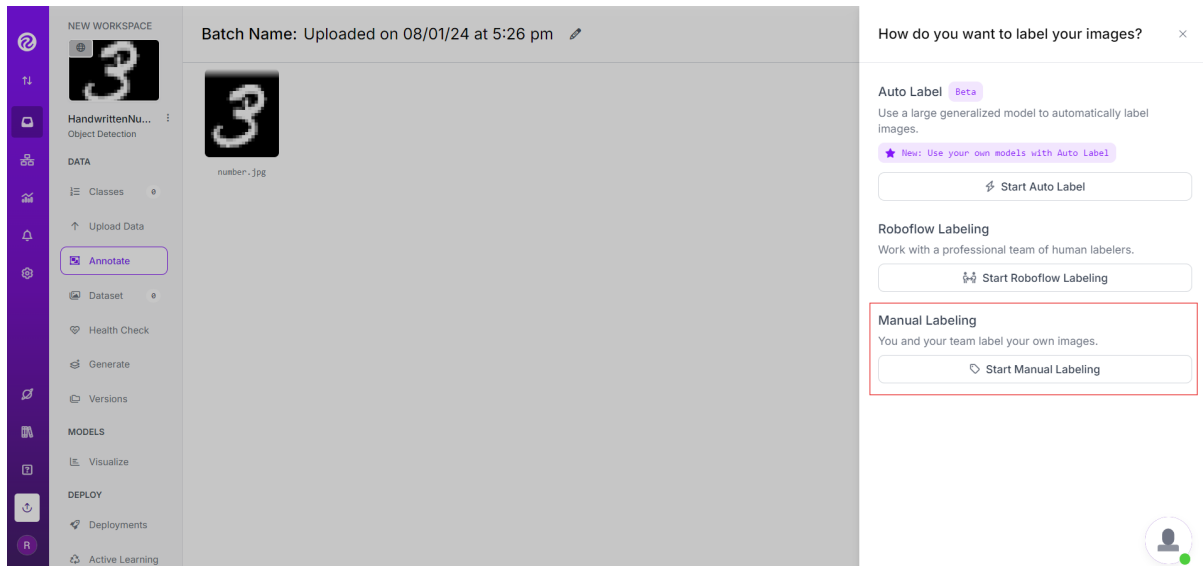 NEW WORKSPACE
HandwrittenNu...
Object Detection
DATA
Classes 0
Upload Data
Annotate
Dataset 0
Health Check
Generate
Versions
MODELS
Visualize
DEPLOY
Deployments
Active Learning
R
Batch Name: Uploaded on 08/01/24 at 5:26 pm
3
number.jpg
How do you want to label your images?
Auto Label Beta
Use a large generalized model to automatically label
images.
New: Use your own models with Auto Label
Start Auto Label
Roboflow Labeling
Work with a professional team of human labelers.
Start Roboflow Labeling
Manual Labeling
You and your team label your own images.
Start Manual Labeling